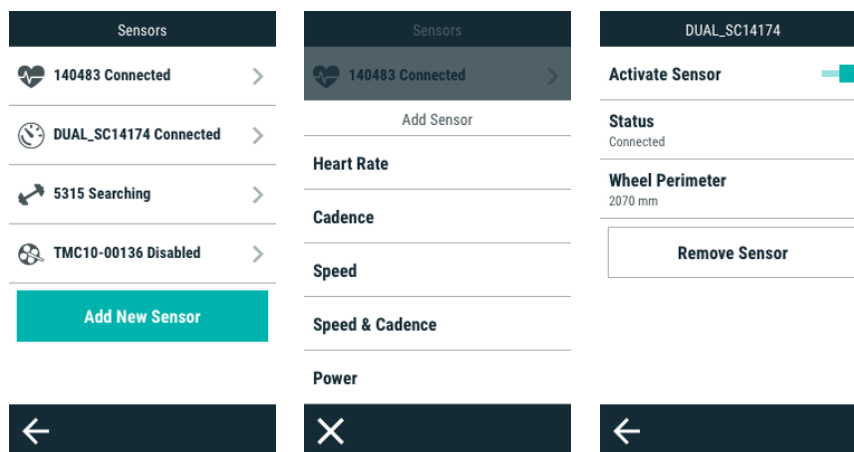 Sensors
140483 Connected
DUAL_SC14174 Connected
5315 Searching
TMC10-00136 Disabled
Add New Sensor
Sensors
140483 Connected
Add Sensor
Heart Rate
Cadence
Speed
Speed & Cadence
Power
DUAL_SC14174
Activate Sensor
Status
Connected
Wheel Perimeter
2070 mm
Remove Sensor